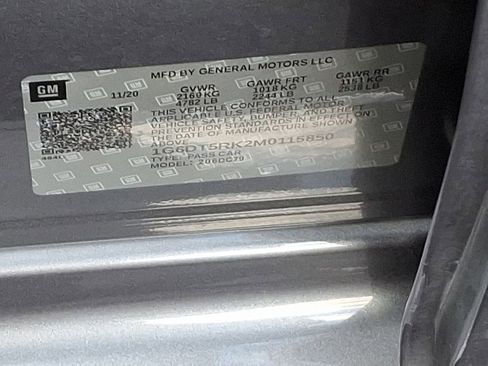 MFD BY GENERAL MOTORS LLC
GM 11/20 GVWR GAWR FRT GAWR RR
2169 KG 1018 KG 1151 KG
4782 LB 2244 LB 2538 LB
THIS VEHICLE CONFORMS TO ALL
APPLICABLE U.S. FEDERAL MOTOR
VEHICLE SAFETY, BUMPER, AND THEFT
PREVENTION STANDARDS IN EFFECT ON
THE DATE OF MANUFACTURE SHOWN
ABOVE
1G6DT5RK2M0115850
TYPE: PASS CAR
MODEL: